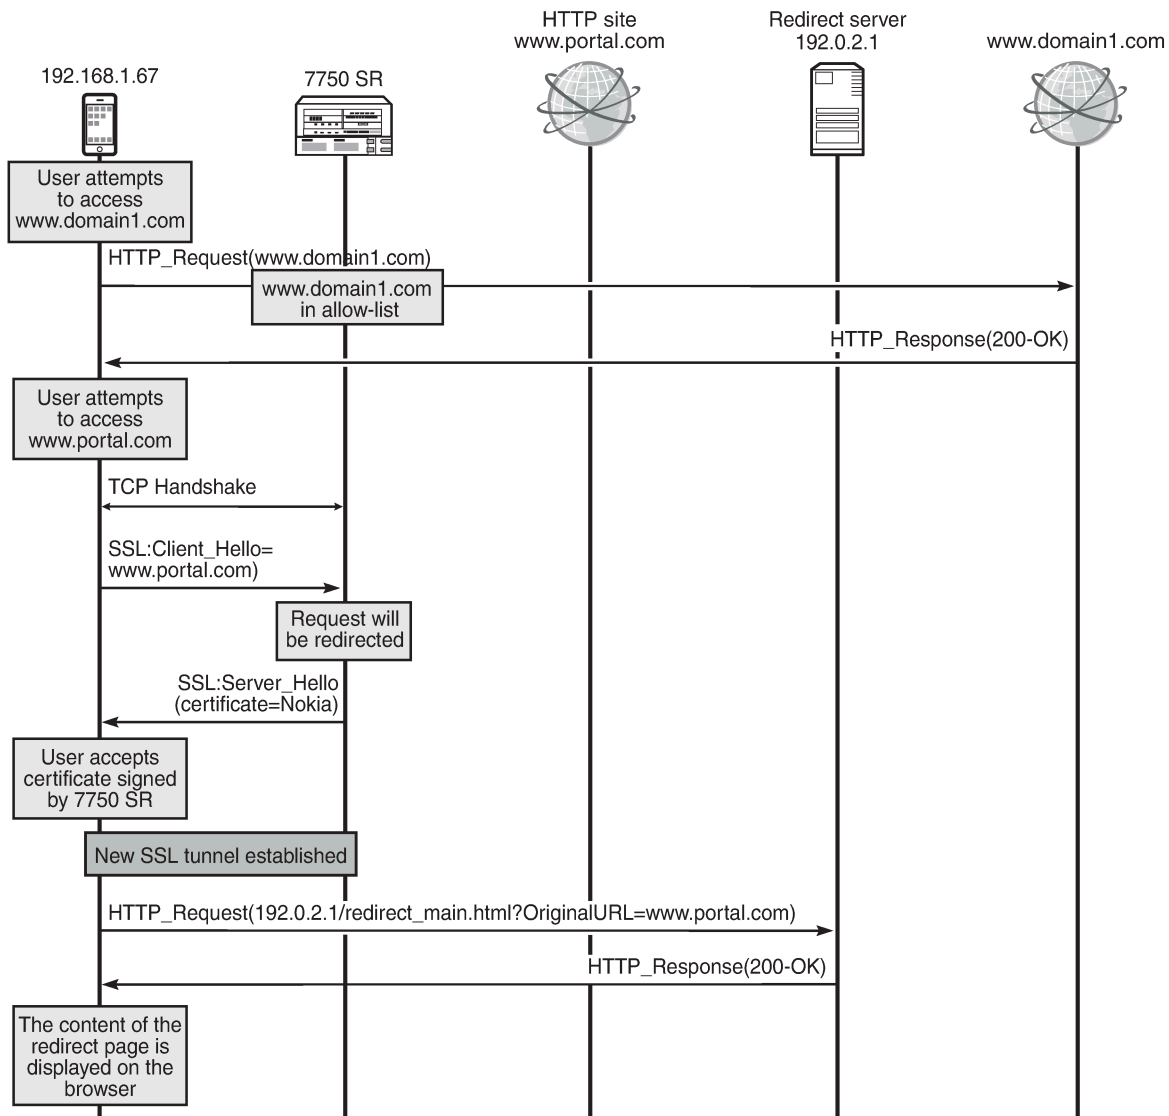 HTTP site
www.portal.com
Redirect server
192.0.2.1
www.domain1.com
192.168.1.67
7750 SR
User attempts
to access
www.domain1.com
HTTP_Request(www.domain1.com)
www.domain1.com
in allow-list
HTTP_Response(200-OK)
User attempts
to access
www.portal.com
TCP Handshake
SSL:Client_Hello=
www.portal.com)
Request will
be redirected
SSL:Server_Hello
(certificate=Nokia)
User accepts
certificate signed
by 7750 SR
New SSL tunnel established
HTTP_Request(192.0.2.1/redirect_main.html?OriginalURL=www.portal.com)
HTTP_Response(200-OK)
The content of the
redirect page is
displayed on the
browser